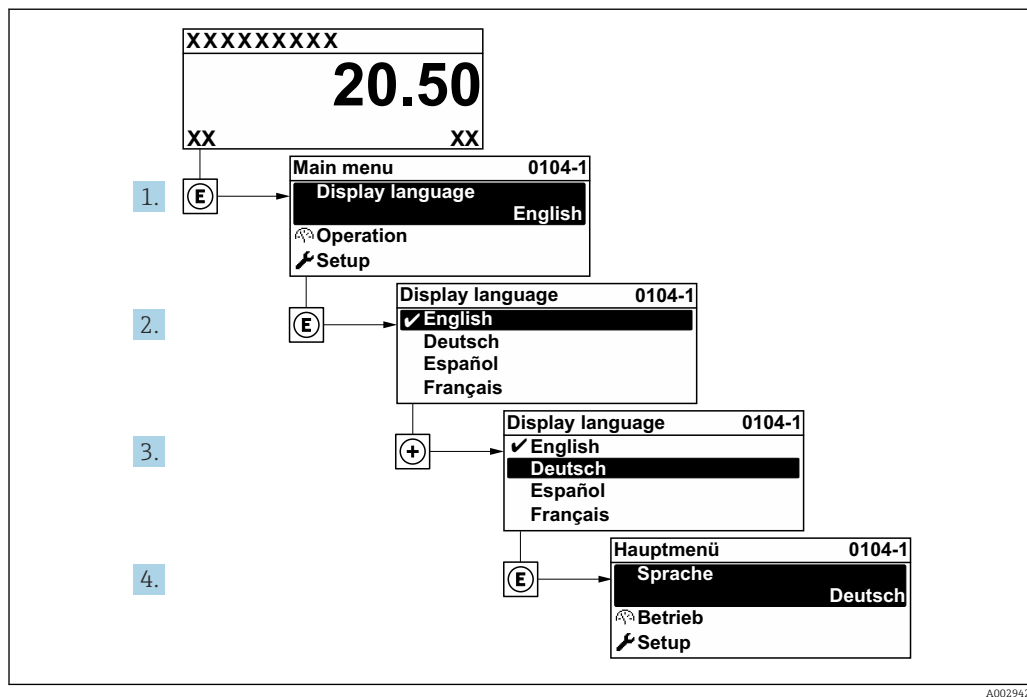 XXXXXXXXX
20.50
XX XX
1. E
Main menu 0104-1
Display language
English
Operation
Setup
2. E
Display language 0104-1
✔English
Deutsch
Español
Français
3. +
Display language 0104-1
✔English
Deutsch
Español
Français
4. E
Hauptmenü 0104-1
Sprache
Deutsch
Betrieb
Setup